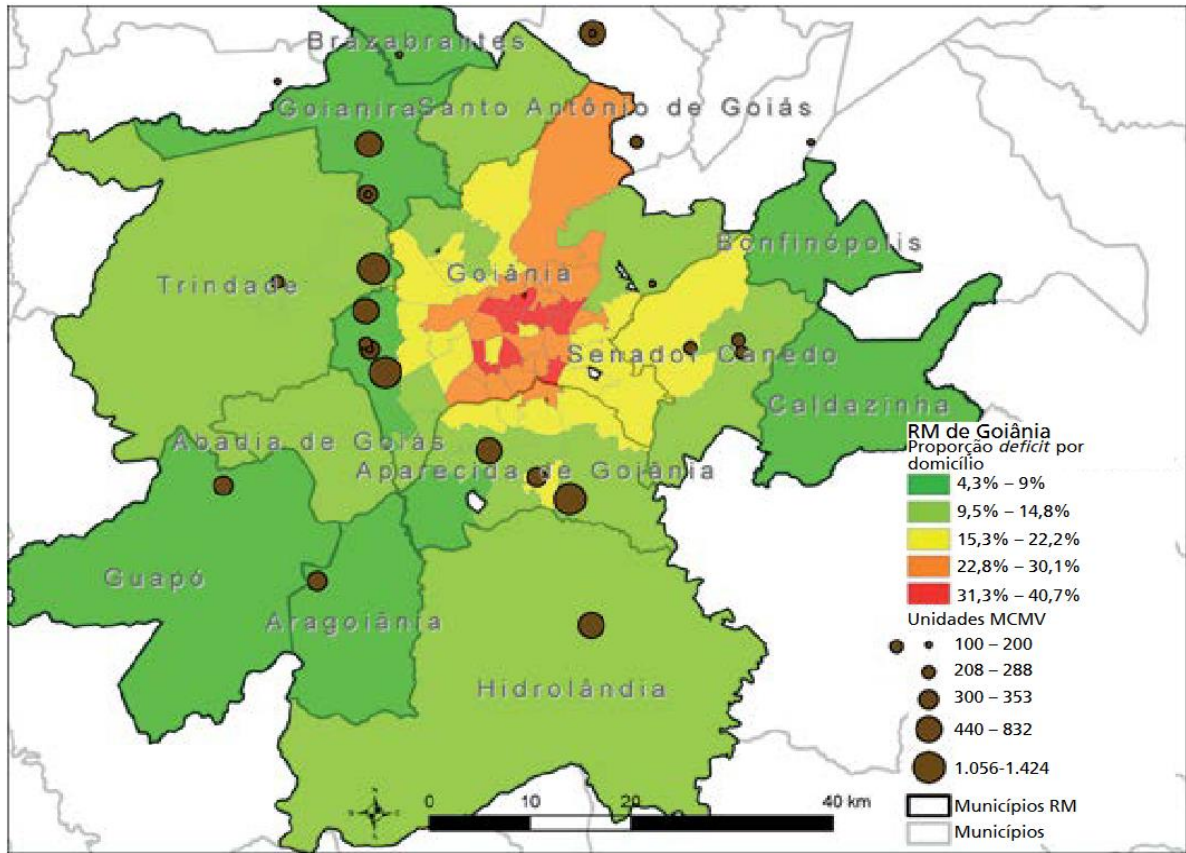 Brazabrantes
Goianira
Santo Antônio de Goiás
Bonfinópolis
Goiânia
Trindade
Senador Canedo
Caldazinha
Abadia de Goiás
Aparecida de Goiânia
Guapó
Aragoiânia
Hidrolândia
RM de Goiânia
Proporção deficit por
domicílio
4,3% – 9%
9,5% – 14,8%
15,3% – 22,2%
22,8% – 30,1%
31,3% – 40,7%
Unidades MCMV
100 – 200
208 – 288
300 – 353
440 – 832
1.056-1.424
Municípios RM
Municípios
0 10 20 40 km